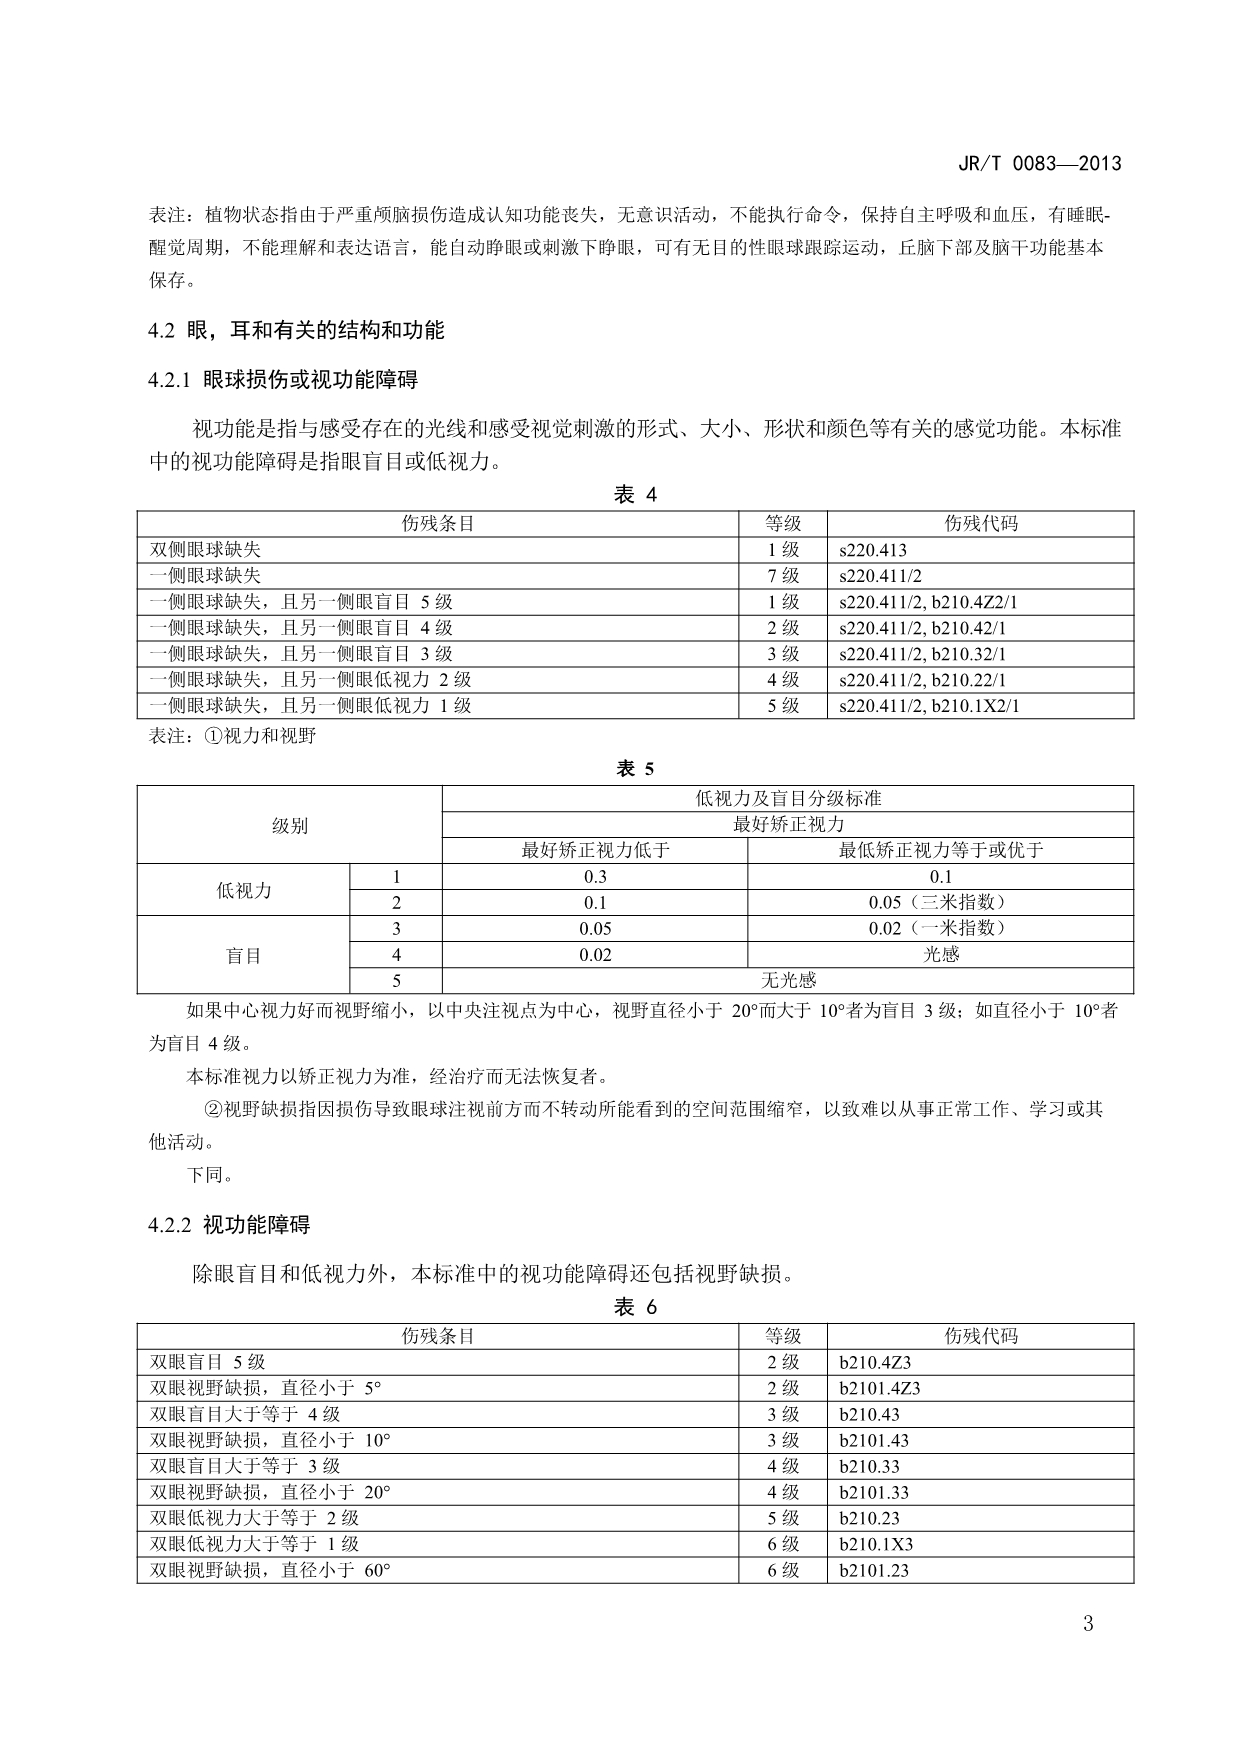 JR/T 0083—2013
表注：植物状态指由于严重颅脑损伤造成认知功能丧失，无意识活动，不能执行命令，保持自主呼吸和血压，有睡眠-
醒觉周期，不能理解和表达语言，能自动睁眼或刺激下睁眼，可有无目的性眼球跟踪运动，丘脑下部及脑干功能基本
保存。
4.2 眼，耳和有关的结构和功能
4.2.1 眼球损伤或视功能障碍
视功能是指与感受存在的光线和感受视觉刺激的形式、大小、形状和颜色等有关的感觉功能。本标准
中的视功能障碍是指眼盲目或低视力。
表 4
伤残条目 等级 伤残代码
双侧眼球缺失 1 级 s220.413
一侧眼球缺失 7 级 s220.411/2
一侧眼球缺失，且另一侧眼盲目 5 级 1 级 s220.411/2, b210.4Z2/1
一侧眼球缺失，且另一侧眼盲目 4 级 2 级 s220.411/2, b210.42/1
一侧眼球缺失，且另一侧眼盲目 3 级 3 级 s220.411/2, b210.32/1
一侧眼球缺失，且另一侧眼低视力 2 级 4 级 s220.411/2, b210.22/1
一侧眼球缺失，且另一侧眼低视力 1 级 5 级 s220.411/2, b210.1X2/1
表注：①视力和视野
表 5
级别 低视力及盲目分级标准
最好矫正视力
最好矫正视力低于 最低矫正视力等于或优于
低视力 1 0.3 0.1
2 0.1 0.05（三米指数）
盲目 3 0.05 0.02（一米指数）
4 0.02 光感
5 无光感
如果中心视力好而视野缩小，以中央注视点为中心，视野直径小于 20°而大于 10°者为盲目 3 级；如直径小于 10°者
为盲目 4 级。
本标准视力以矫正视力为准，经治疗而无法恢复者。
②视野缺损指因损伤导致眼球注视前方而不转动所能看到的空间范围缩窄，以致难以从事正常工作、学习或其
他活动。
下同。
4.2.2 视功能障碍
除眼盲目和低视力外，本标准中的视功能障碍还包括视野缺损。
表 6
伤残条目 等级 伤残代码
双眼盲目 5 级 2 级 b210.4Z3
双眼视野缺损，直径小于 5° 2 级 b2101.4Z3
双眼盲目大于等于 4 级 3 级 b210.43
双眼视野缺损，直径小于 10° 3 级 b2101.43
双眼盲目大于等于 3 级 4 级 b210.33
双眼视野缺损，直径小于 20° 4 级 b2101.33
双眼低视力大于等于 2 级 5 级 b210.23
双眼低视力大于等于 1 级 6 级 b210.1X3
双眼视野缺损，直径小于 60° 6 级 b2101.23
3